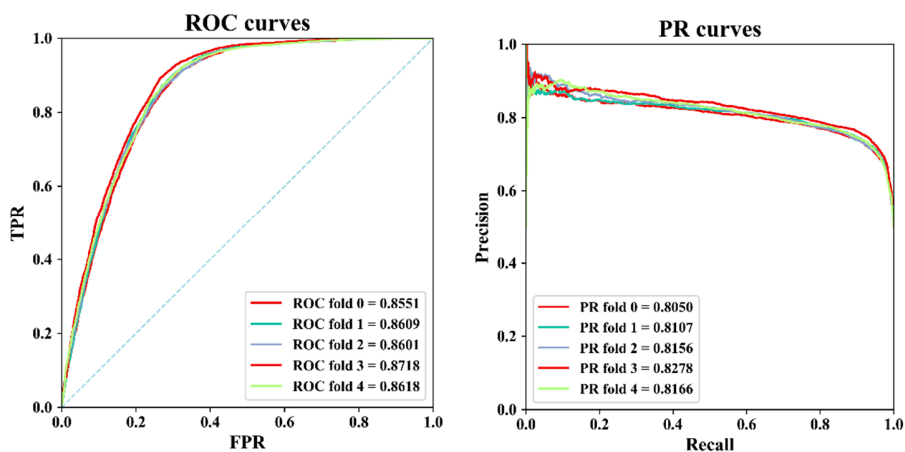 ROC curves
1.0
0.8
0.6
0.4
0.2
0.0
TPR
ROC fold 0 = 0.8551
ROC fold 1 = 0.8609
ROC fold 2 = 0.8601
ROC fold 3 = 0.8718
ROC fold 4 = 0.8618
0.0 0.2 0.4 0.6 0.8 1.0
FPR
PR curves
1.0
0.8
0.6
0.4
0.2
0.0
Precision
PR fold 0 = 0.8050
PR fold 1 = 0.8107
PR fold 2 = 0.8156
PR fold 3 = 0.8278
PR fold 4 = 0.8166
0.0 0.2 0.4 0.6 0.8 1.0
Recall